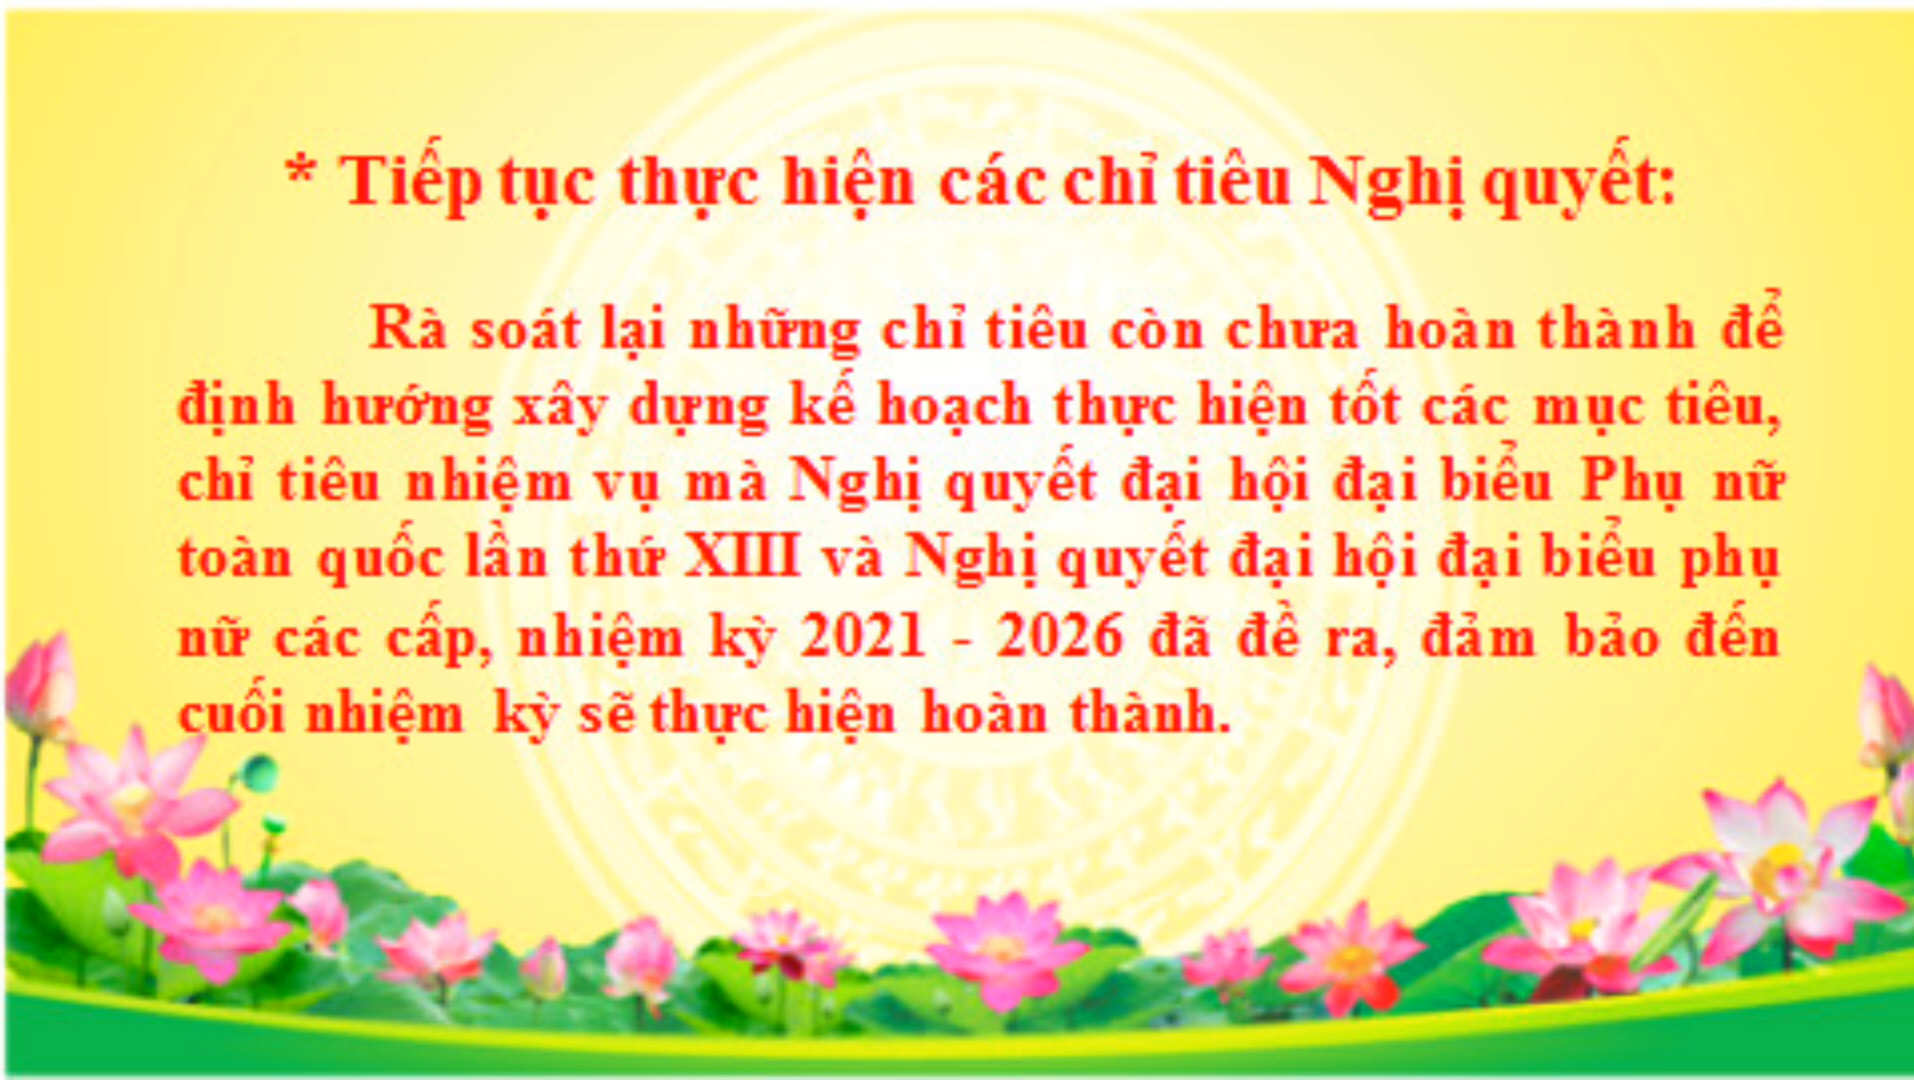 * Tiếp tục thực hiện các chỉ tiêu Nghị quyết:
Rà soát lại những chỉ tiêu còn chưa hoàn thành để
định hướng xây dựng kế hoạch thực hiện tốt các mục tiêu,
chỉ tiêu nhiệm vụ mà Nghị quyết đại hội đại biểu Phụ nữ
toàn quốc lần thứ XIII và Nghị quyết đại hội đại biểu phụ
nữ các cấp, nhiệm kỳ 2021 - 2026 đã đề ra, đảm bảo đến
cuối nhiệm kỳ sẽ thực hiện hoàn thành.